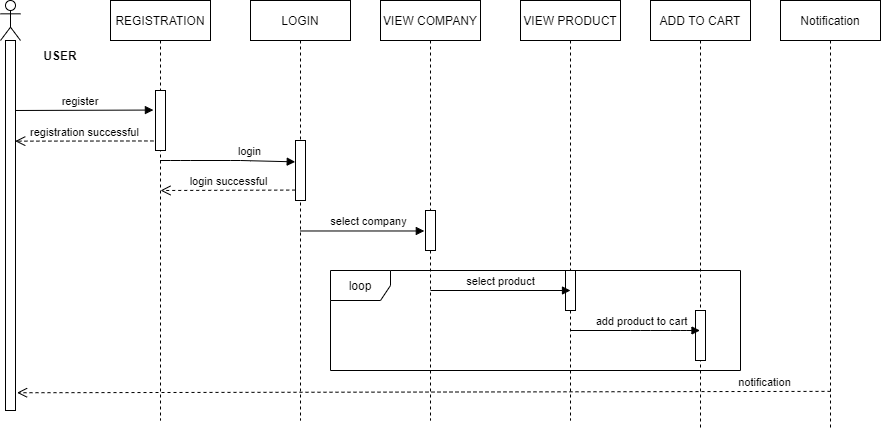 REGISTRATION
LOGIN
VIEW COMPANY
VIEW PRODUCT
ADD TO CART
Notification
USER
register
registration successful
login
login successful
select company
loop
select product
add product to cart
notification